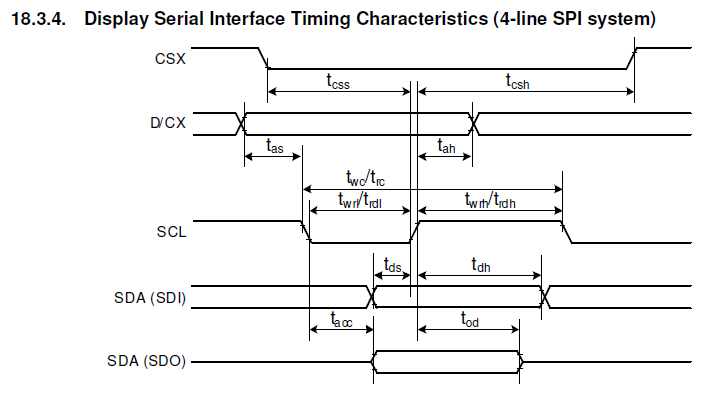 18.3.4. Display Serial Interface Timing Characteristics (4-line SPI system)
CSX
tcss tcsh
D/CX
tas tah
twc/trc
twrl/trdl twrh/trdh
SCL
tds tdh
SDA (SDI)
tacc tod
SDA (SDO)